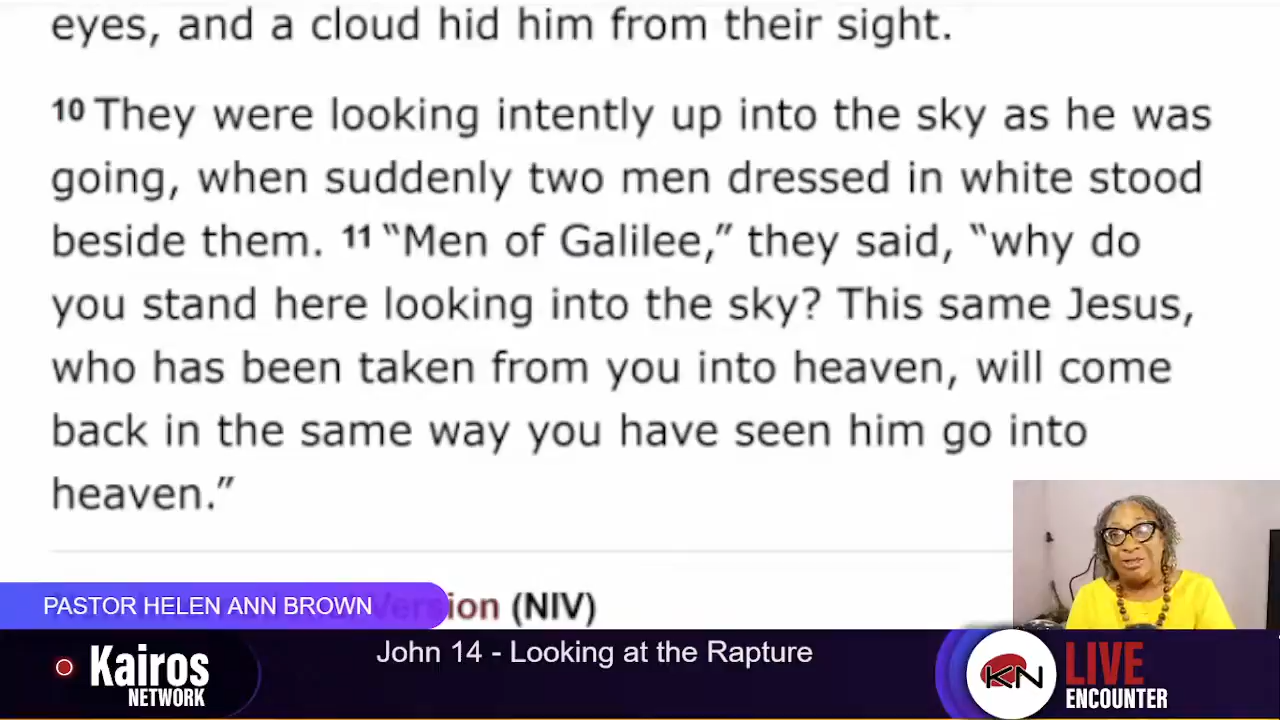 eyes, and a cloud hid him from their sight.
10 They were looking intently up into the sky as he was
going, when suddenly two men dressed in white stood
beside them. 11 “Men of Galilee,” they said, “why do
you stand here looking into the sky? This same Jesus,
who has been taken from you into heaven, will come
back in the same way you have seen him go into
heaven.”
Version (NIV)
PASTOR HELEN ANN BROWN
John 14 - Looking at the Rapture
Kairos
NETWORK
KN
LIVE
ENCOUNTER